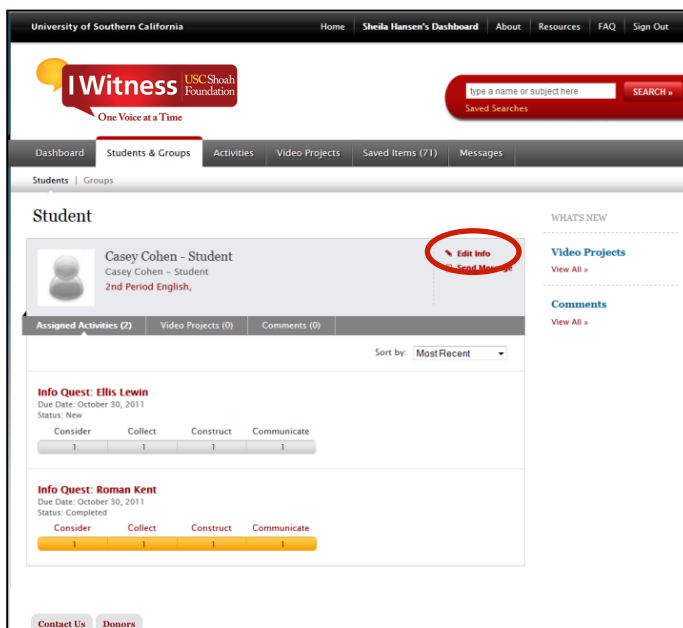 University of Southern California Home Sheila Hansen's Dashboard About Resources FAQ Sign Out
IWitness USC Shoah Foundation
One Voice at a Time
type a name or subject here SEARCH »
Saved Searches
Dashboard Students & Groups Activities Video Projects Saved Items (71) Messages
Students | Groups
Student
WHAT'S NEW
Casey Cohen - Student
Casey Cohen - Student
2nd Period English,
Edit Info
Send Message
Video Projects
View All »
Comments
View All »
Assigned Activities (2) Video Projects (0) Comments (0)
Sort by: Most Recent
Info Quest: Ellis Lewin
Due Date: October 30, 2011
Status: New
Consider Collect Construct Communicate
1 1 1 1
Info Quest: Roman Kent
Due Date: October 30, 2011
Status: Completed
Consider Collect Construct Communicate
1 1 1 1
Contact Us Donors